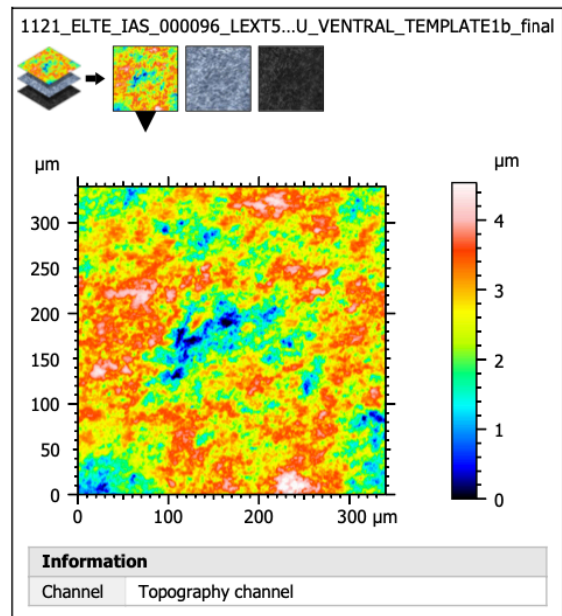 1121_ELTE_IAS_000096_LEXT5...U_VENTRAL_TEMPLATE1b_final
µm
µm
300
250
200
150
100
50
0
0
100
200
300 µm
4
3
2
1
0
Information
Channel
Topography channel